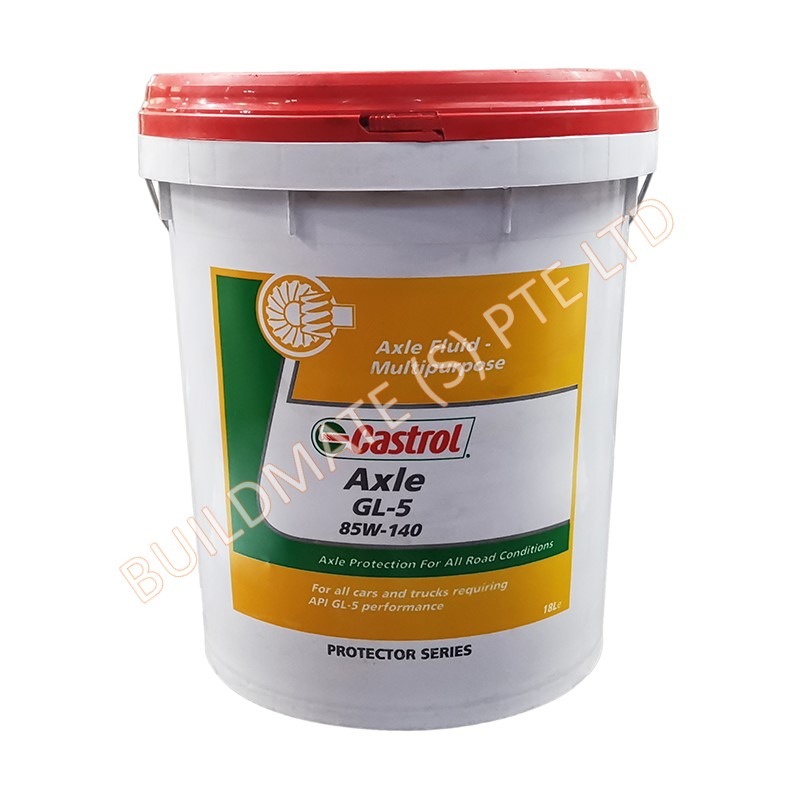 Axle Fluid -
Multipurpose
Castrol
Axle
GL-5
85W-140
Axle Protection For All Road Conditions
For all cars and trucks requiring
API GL-5 performance
18Le
PROTECTOR SERIES
BUILDMATE (S) PTE LTD